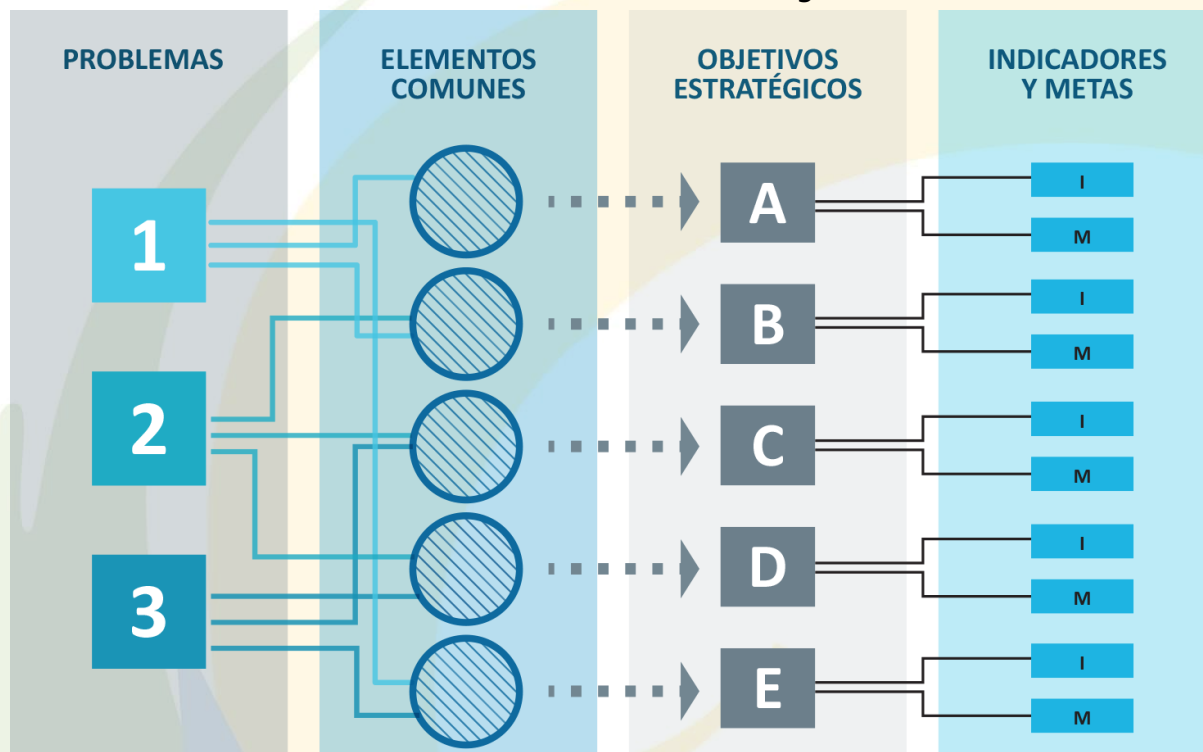 PROBLEMAS
ELEMENTOS
COMUNES
OBJETIVOS
ESTRATÉGICOS
INDICADORES
Y METAS
1
2
3
A
I
M
B
I
M
C
I
M
D
I
M
E
I
M